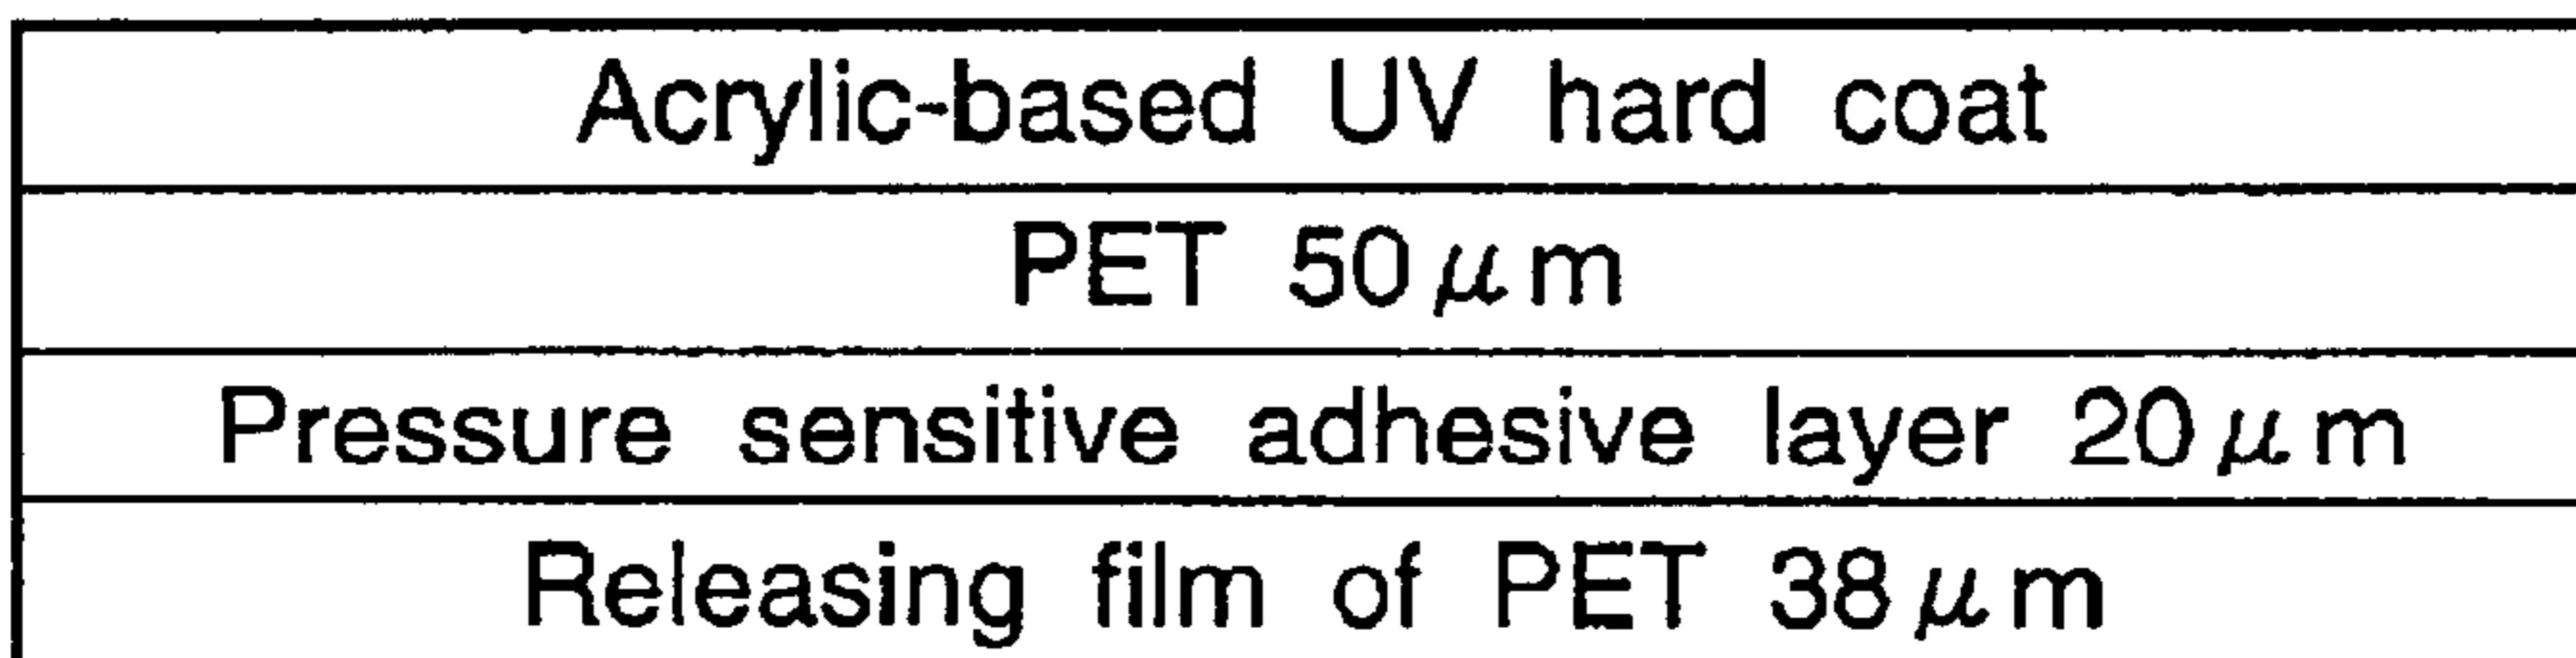 Acrylic-based UV hard coat
PET 50μm
Pressure sensitive adhesive layer 20μm
Releasing film of PET 38μm